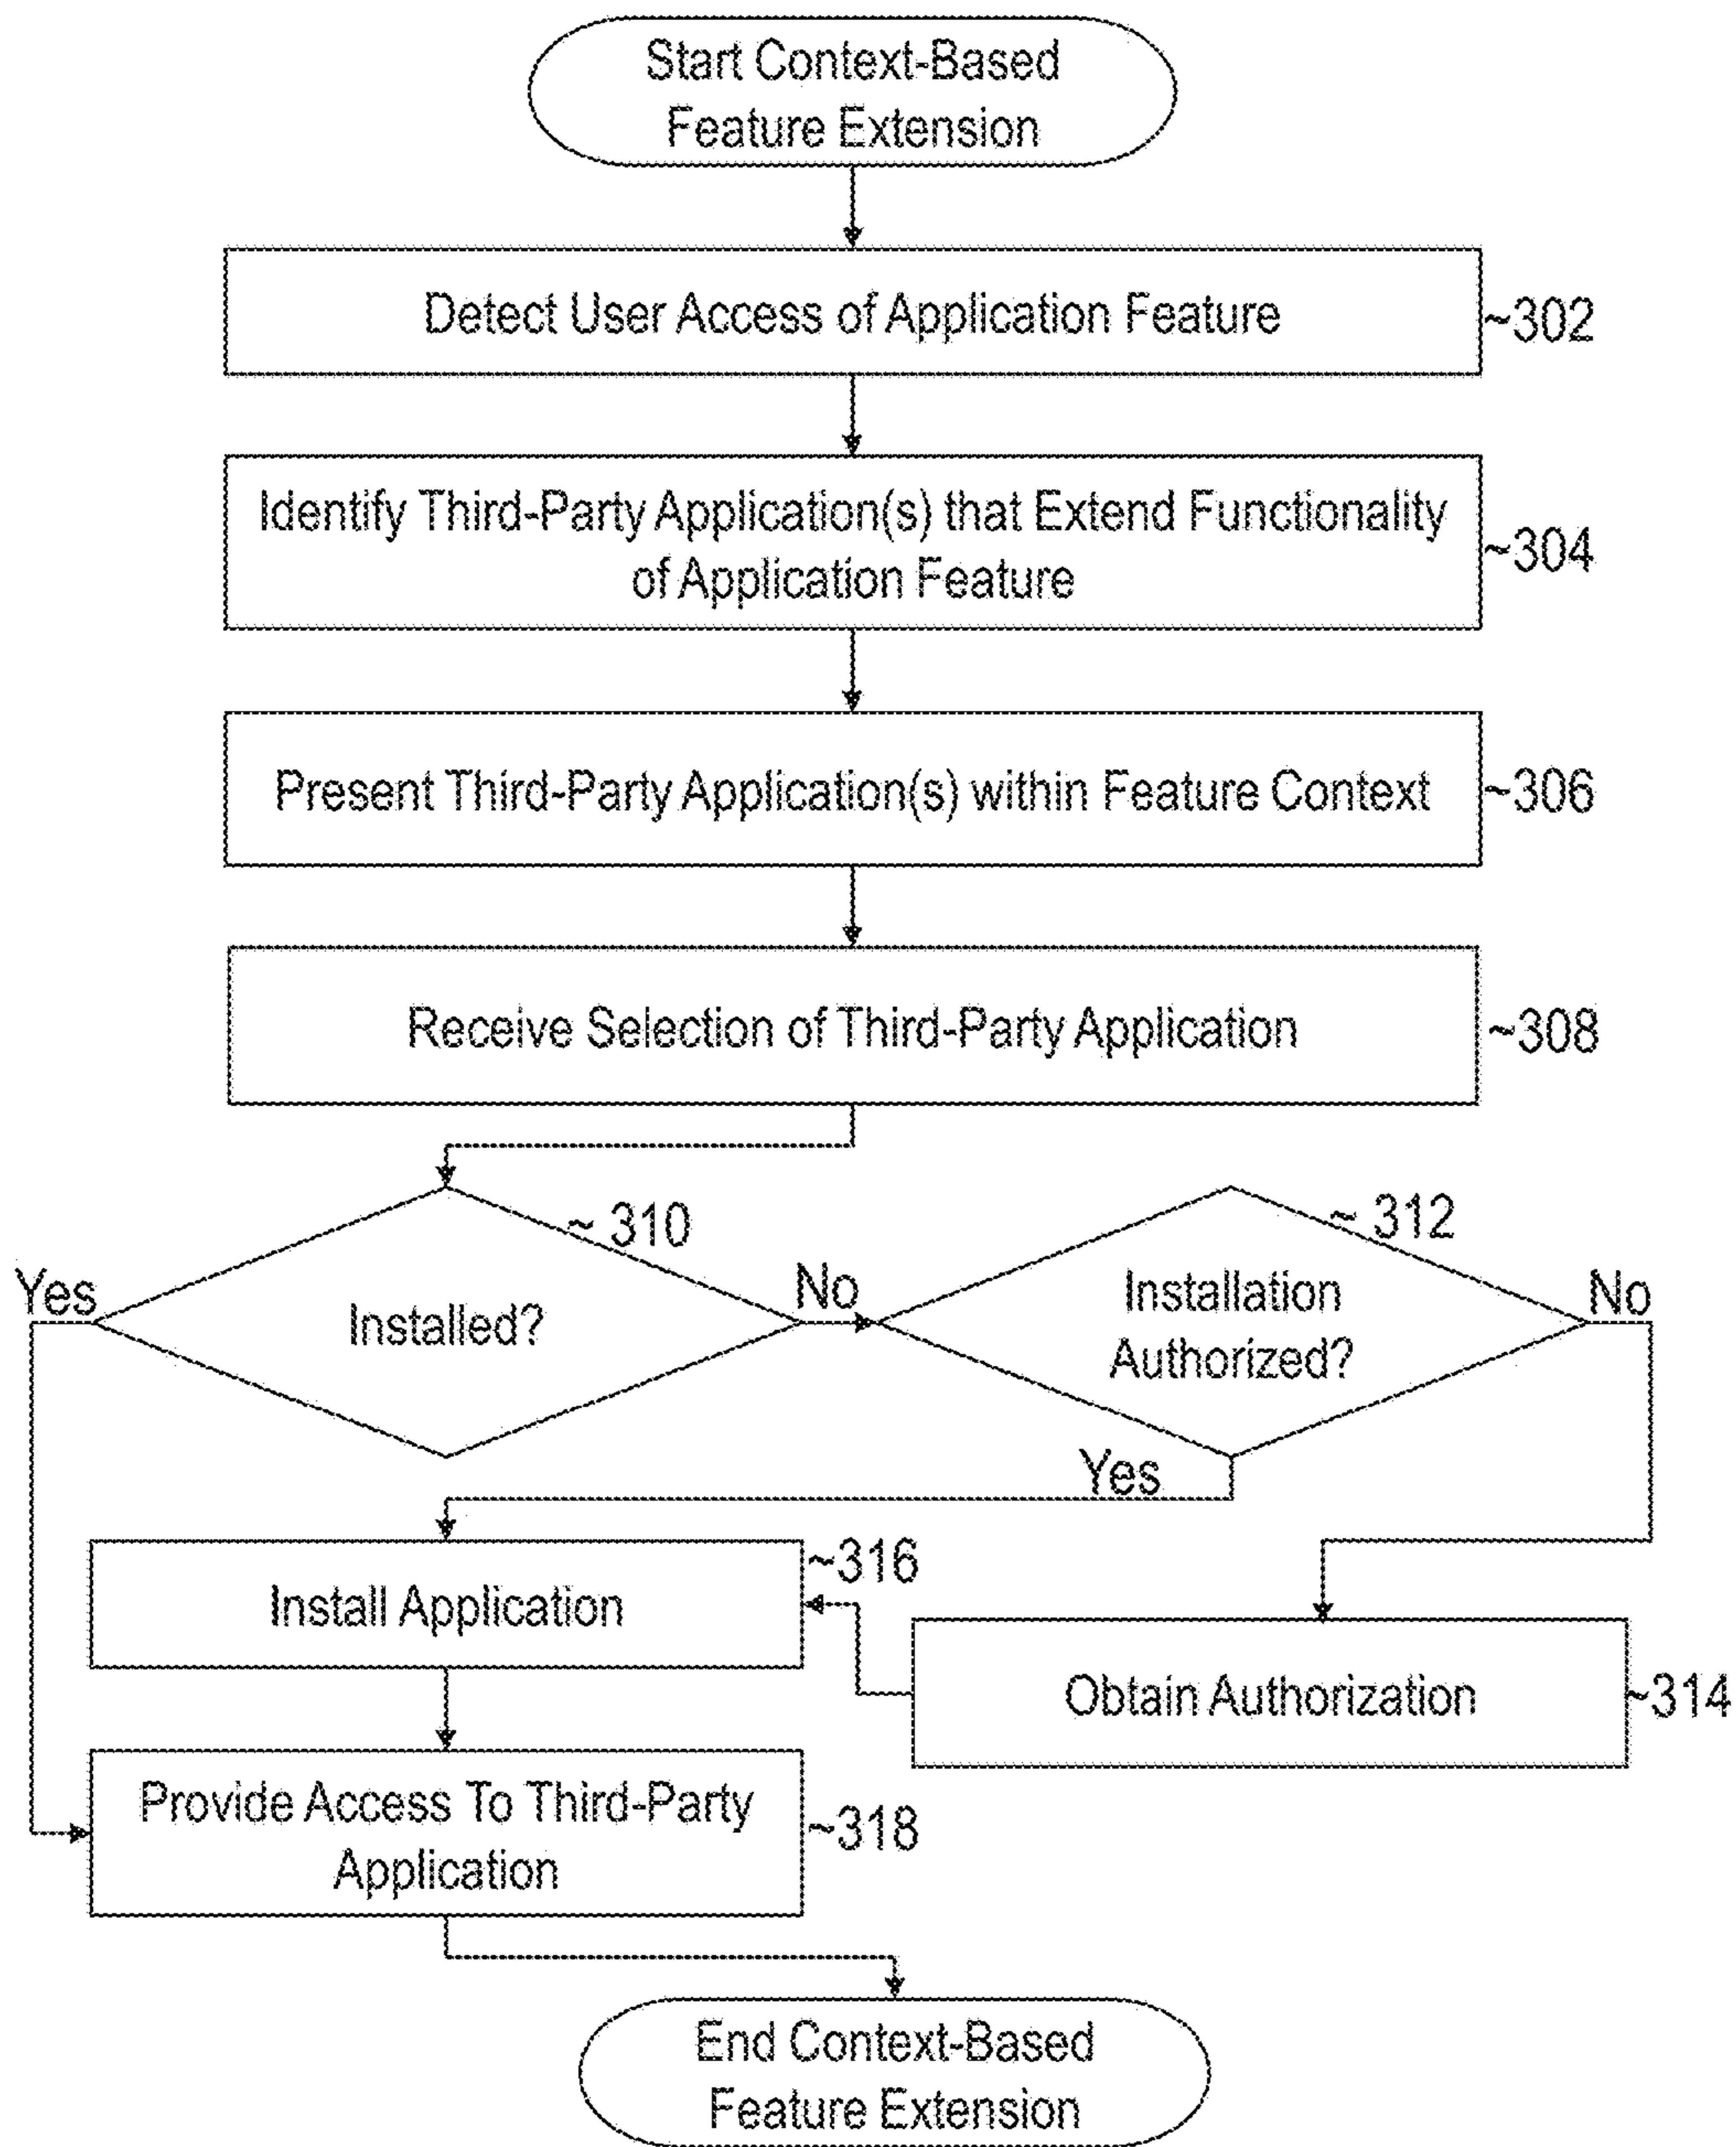 Start Context-Based
Feature Extension
Detect User Access of Application Feature
~302
Identify Third-Party Application(s) that Extend Functionality
of Application Feature
~304
Present Third-Party Application(s) within Feature Context
~306
Receive Selection of Third-Party Application
~308
~ 310
~ 312
Yes
Installed?
No
Installation
Authorized?
No
Yes
Install Application
~316
Obtain Authorization
~314
Provide Access To Third-Party
Application
~318
End Context-Based
Feature Extension